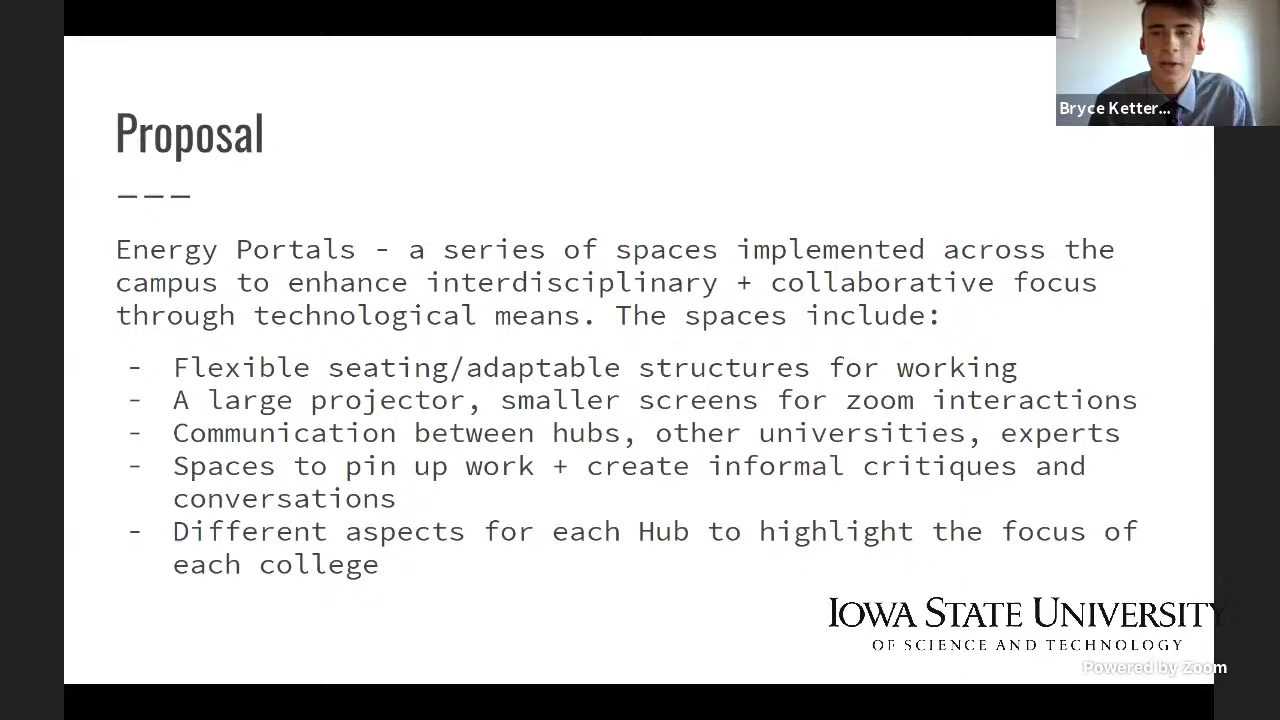 Bryce Ketter...
Proposal
———
Energy Portals - a series of spaces implemented across the
campus to enhance interdisciplinary + collaborative focus
through technological means. The spaces include:
- Flexible seating/adaptable structures for working
- A large projector, smaller screens for zoom interactions
- Communication between hubs, other universities, experts
- Spaces to pin up work + create informal critiques and
conversations
- Different aspects for each Hub to highlight the focus of
each college
IOWA STATE UNIVERSITY
OF SCIENCE AND TECHNOLOGY
Powered by Zoom